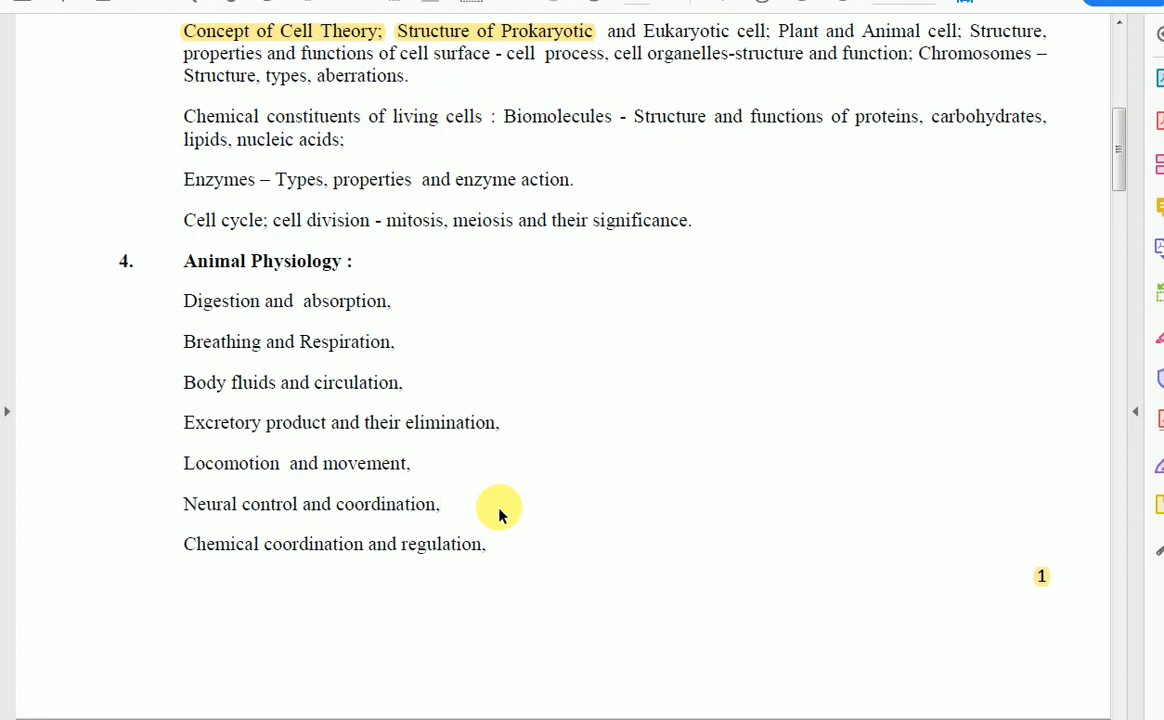 Concept of Cell Theory; Structure of Prokaryotic and Eukaryotic cell; Plant and Animal cell; Structure,
properties and functions of cell surface - cell process, cell organelles-structure and function; Chromosomes –
Structure, types, aberrations.
Chemical constituents of living cells : Biomolecules - Structure and functions of proteins, carbohydrates,
lipids, nucleic acids;
Enzymes – Types, properties and enzyme action.
Cell cycle; cell division - mitosis, meiosis and their significance.
4. Animal Physiology :
Digestion and absorption,
Breathing and Respiration,
Body fluids and circulation,
Excretory product and their elimination,
Locomotion and movement,
Neural control and coordination,
Chemical coordination and regulation,
1